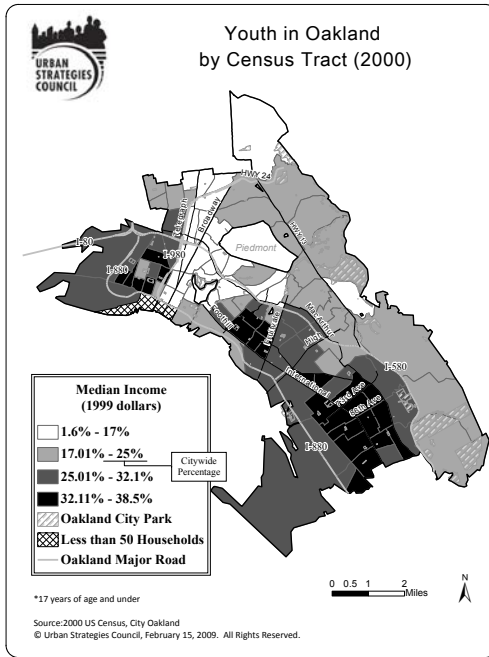 URBAN
STRATEGIES
COUNCIL
Youth in Oakland
by Census Tract (2000)
HWY 24
Telegraph
Broadway
HWY 13
Piedmont
I-80
I-980
I-880
Foothill
Fruitvale
MacArthur
High
I-580
International
73rd Ave
98th Ave
I-880
Median Income
(1999 dollars)
1.6% - 17%
17.01% - 25%
Citywide
Percentage
25.01% - 32.1%
32.11% - 38.5%
Oakland City Park
Less than 50 Households
Oakland Major Road
0 0.5 1 2
Miles
N
*17 years of age and under
Source:2000 US Census, City Oakland
© Urban Strategies Council, February 15, 2009. All Rights Reserved.